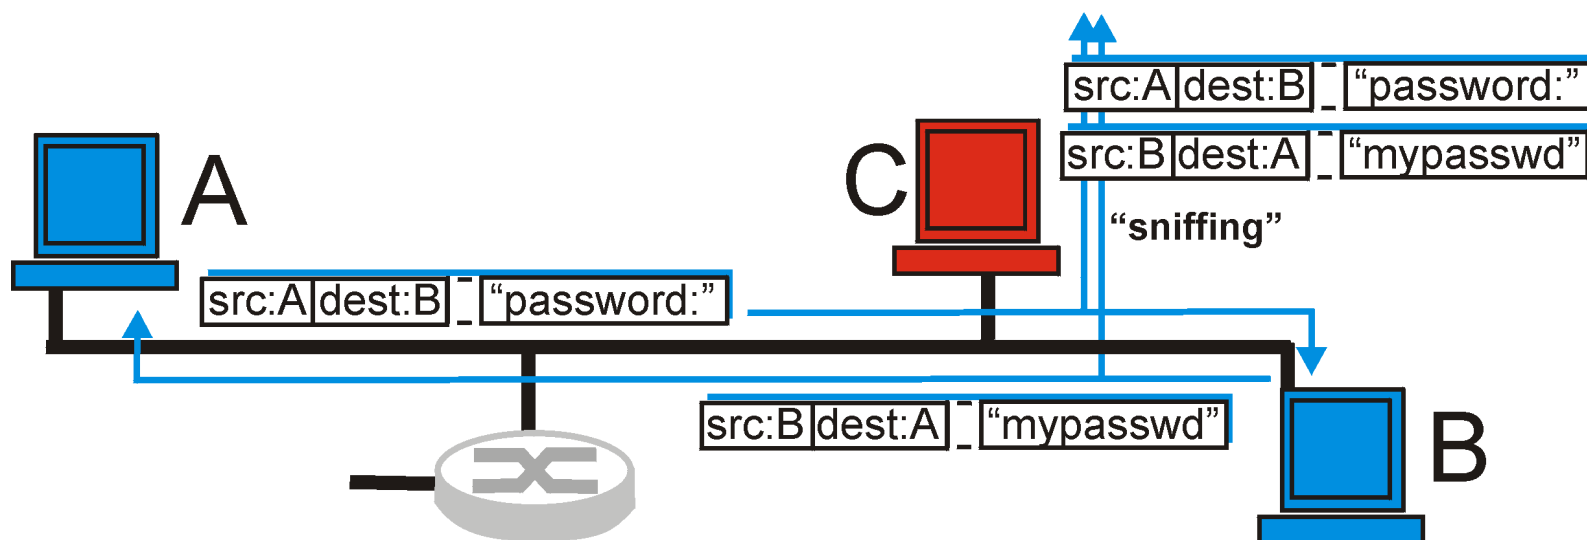 src:A dest:B “password:”
src:B dest:A “mypasswd”
A
C
“sniffing”
src:A dest:B “password:”
src:B dest:A “mypasswd”
B